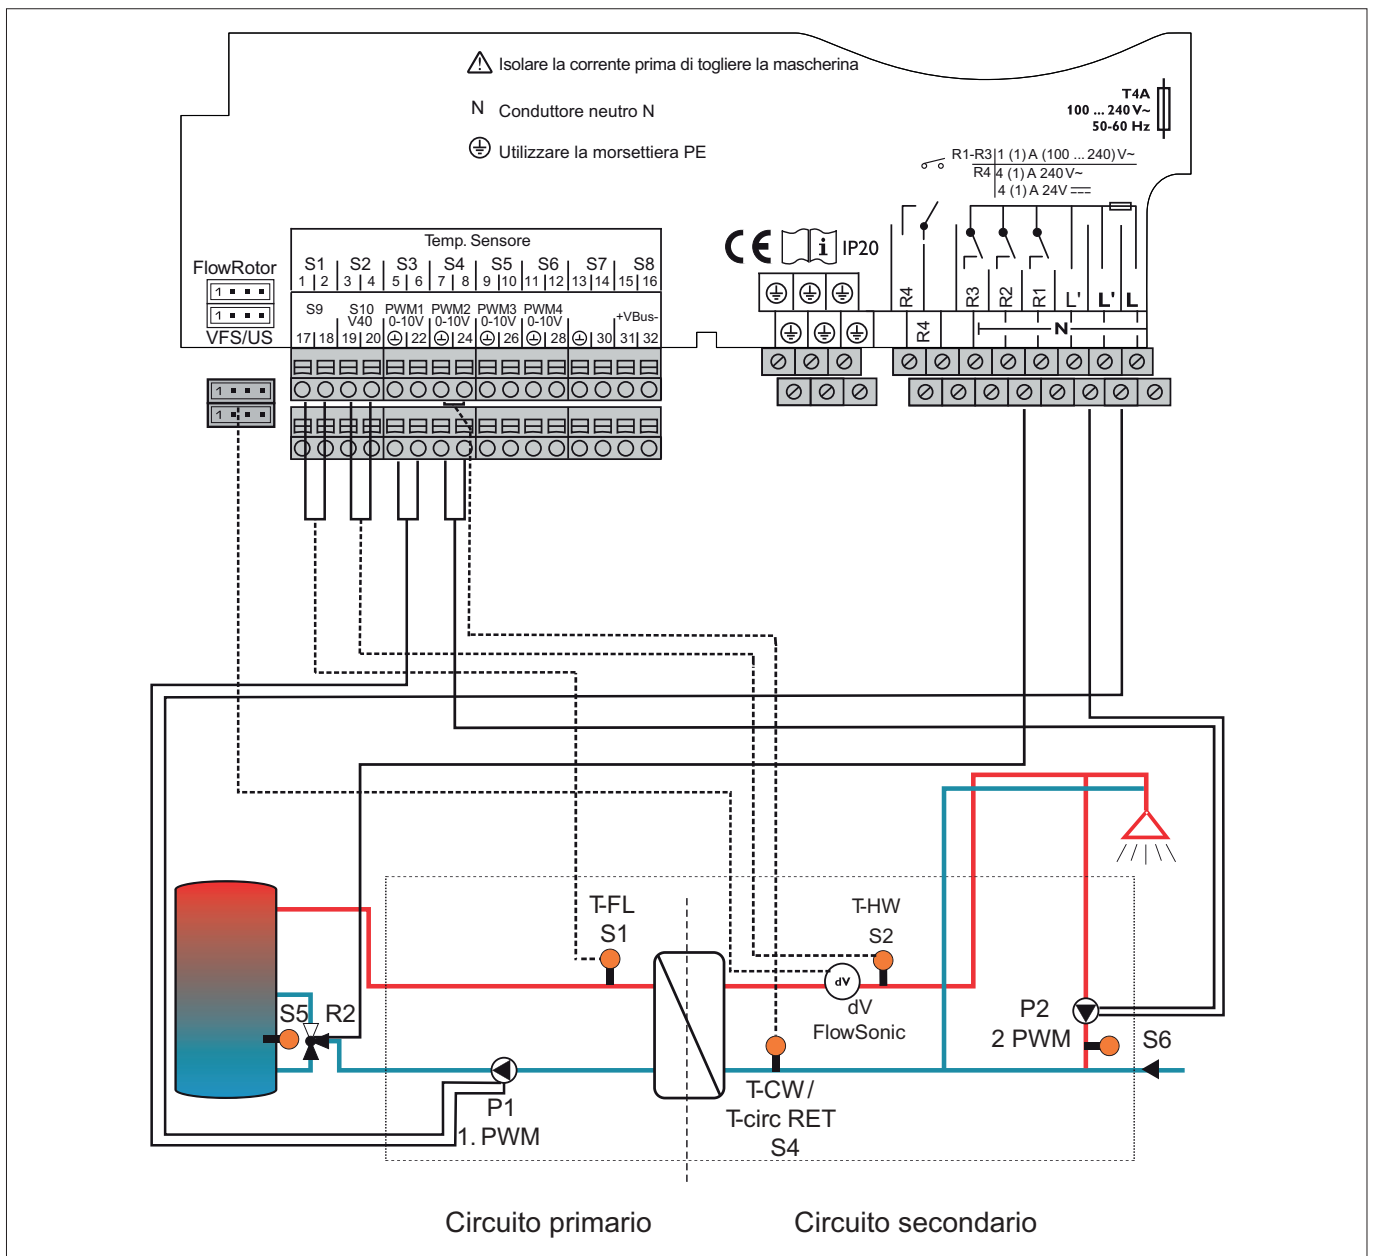 Isolare la corrente prima di togliere la mascherina
N Conduttore neutro N
Utilizzare la morsettiera PE
T4A
100 ... 240 V~
50-60 Hz
R1-R3 1 (1) A (100 ... 240) V~
R4 4 (1) A 240 V~
4 (1) A 24V
Temp. Sensore
S1 S2 S3 S4 S5 S6 S7 S8
1 2 3 4 5 6 7 8 9 10 11 12 13 14 15 16
S9 S10 PWM1 PWM2 PWM3 PWM4
V40 0-10V 0-10V 0-10V 0-10V +VBus-
17 18 19 20 22 24 26 28 30 31 32
FlowRotor
1
1
VFS/US
1
1
CE i IP20
R4 R3 R2 R1 L' L' L
R4 N
T-FL
S1
T-HW
S2
dV
dV
FlowSonic
S5 R2
P2
2 PWM
S6
P1
1. PWM
T-CW/
T-circ RET
S4
Circuito primario Circuito secondario